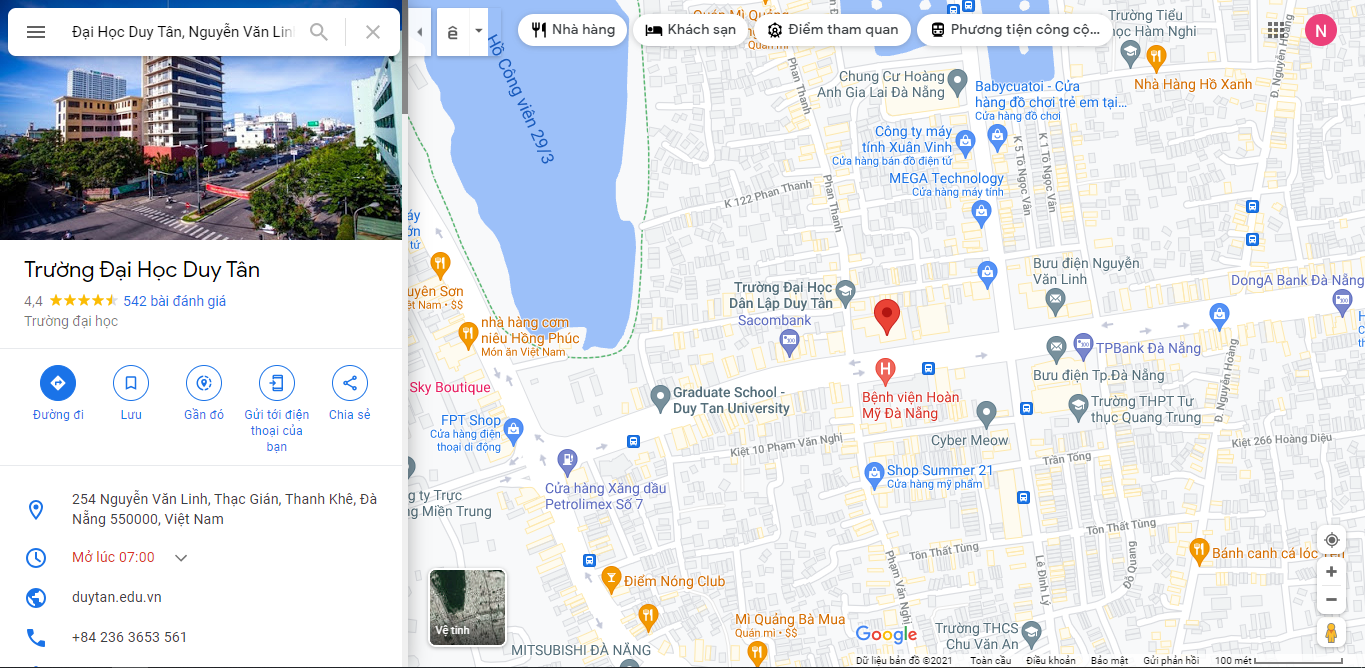 Đại Học Duy Tân, Nguyễn Văn Lin
Trường Đại Học Duy Tân
4,4
542 bài đánh giá
Trường đại học
Đường đi
Lưu
Gần đó
Gửi tới điện
thoại của
bạn
Chia sẻ
254 Nguyễn Văn Linh, Thạc Gián, Thanh Khê, Đà
Nẵng 550000, Việt Nam
Mở lúc 07:00
duytan.edu.vn
+84 236 3653 561
ê
Nhà hàng
Khách sạn
Điểm tham quan
Phương tiện công cộ...
N
Quán Mì Quảng
Hồ Công viên 29/3
Phan Thanh
Trường Tiểu
học Hàm Nghi
Nhà Hàng Hồ Xanh
Đ. Nguyễn Hoàng
Chung Cư Hoàng
Anh Gia Lai Đà Nẵng
Babycuatoi - Cửa
hàng đồ chơi trẻ em tại...
Cửa hàng đồ chơi
Công ty máy
tính Xuân Vinh
Cửa hàng bán đồ điện tử
MEGA Technology
Cửa hàng máy tính
K 5 Tô Ngọc Vân
K 1 Tô Ngọc Vân
K 122 Phan Thanh
Phan Thanh
Bưu điện Nguyễn
Văn Linh
DongA Bank Đà Nẵng
Trường Đại Học
Dân Lập Duy Tân
Sacombank
uyên Sơn
iệt Nam • $$
nhà hàng cơm
niêu Hồng Phúc
Món ăn Việt Nam
TPBank Đà Nẵng
Bưu điện Tp.Đà Nẵng
Sky Boutique
Graduate School -
Duy Tan University
Bệnh viện Hoàn
Mỹ Đà Nẵng
Trường THPT Tư
thục Quang Trung
Đ. Nguyễn Hoàng
FPT Shop
Cửa hàng điện
thoại di động
Kiệt 10 Phạm Văn Nghị
Cyber Meow
Kiệt 266 Hoàng Diệu
Trần Tống
Shop Summer 21
Cửa hàng mỹ phẩm
g ty Trực
ng Miền Trung
Cửa hàng Xăng dầu
Petrolimex Số 7
Tôn Thất Tùng
Tôn Thất Tùng
Bánh canh cá lóc
Đỗ Quang
Lê Đình Lý
Phạm Văn Nghị
Điểm Nóng Club
Mì Quảng Bà Mua
Quán mì • $$
Trường THCS
Chu Văn An
MITSUBISHI ĐÀ NẴNG
Vệ tinh
Google
Dữ liệu bản đồ ©2021
Toàn cầu
Điều khoản
Bảo mật
Gửi phản hồi
100 mét